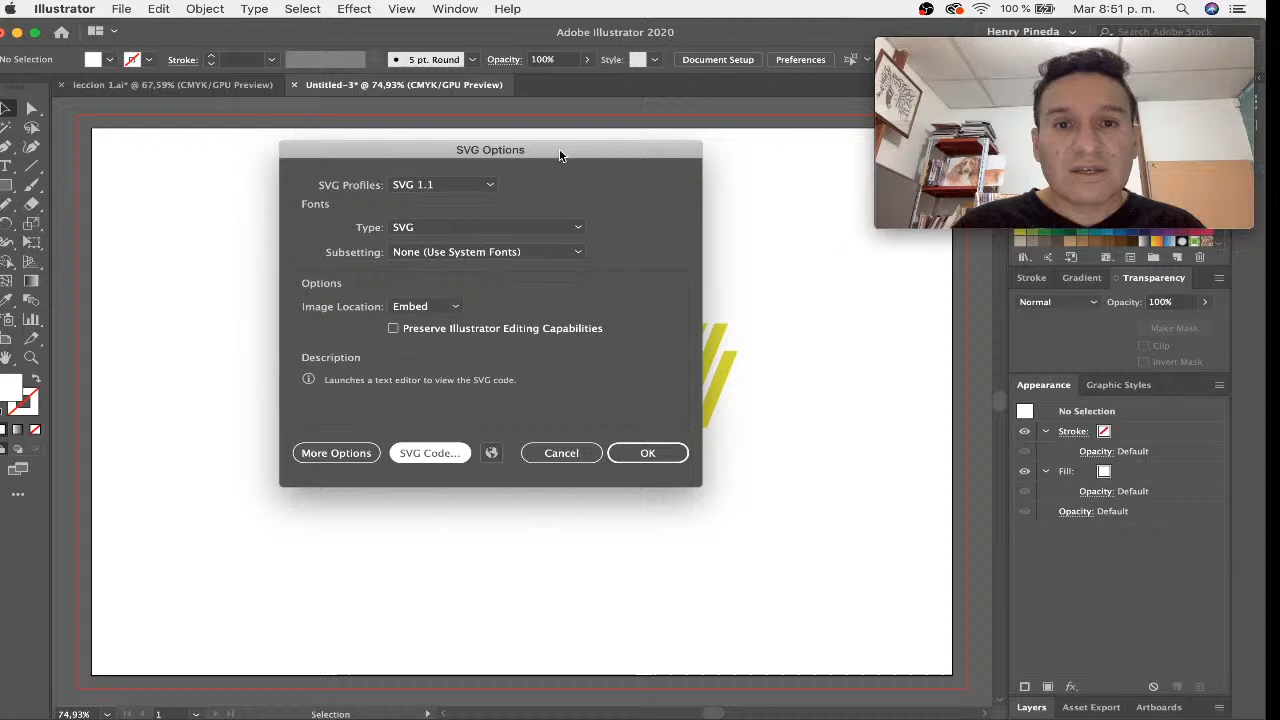 Illustrator File Edit Object Type Select Effect View Window Help 100 % Mar 8:51 p. m.
Adobe Illustrator 2020 Henry Pineda Search Adobe Stock
No Selection Stroke: 5 pt. Round Opacity: 100% Style: Document Setup Preferences
× leccion 1.ai* @ 67,59% (CMYK/GPU Preview) × Untitled-3* @ 74,93% (CMYK/GPU Preview)
SVG Options
SVG Profiles: SVG 1.1
Fonts
Type: SVG
Subsetting: None (Use System Fonts)
Options
Image Location: Embed
Preserve Illustrator Editing Capabilities
Description
Launches a text editor to view the SVG code.
More Options SVG Code... Cancel OK
Stroke Gradient Transparency
Normal Opacity: 100%
Make Mask
Clip
Invert Mask
Appearance Graphic Styles
No Selection
Stroke:
Opacity: Default
Fill:
Opacity: Default
Opacity: Default
fx
Layers Asset Export Artboards
74,93% 1 Selection